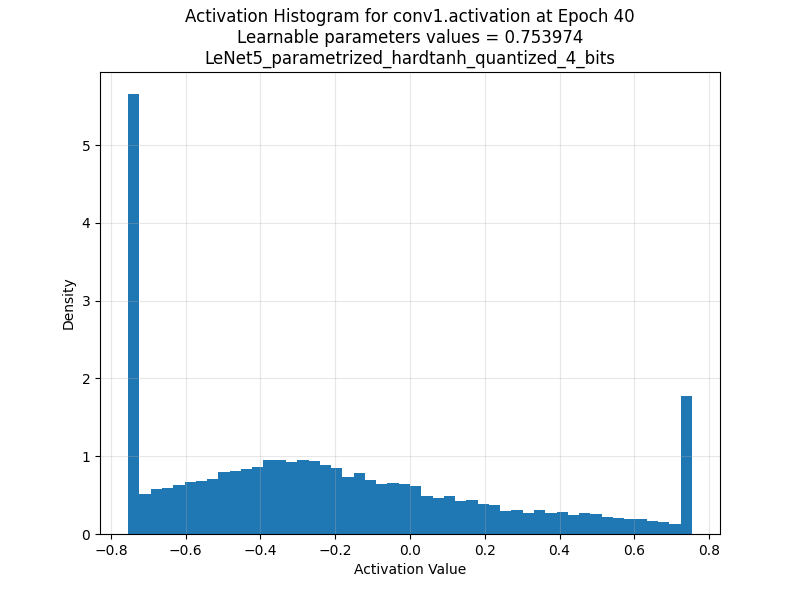 Activation Histogram for conv1.activation at Epoch 40
Learnable parameters values = 0.753974
LeNet5_parametrized_hardtanh_quantized_4_bits
5
4
3
2
1
0
Density
−0.8 −0.6 −0.4 −0.2 0.0 0.2 0.4 0.6 0.8
Activation Value